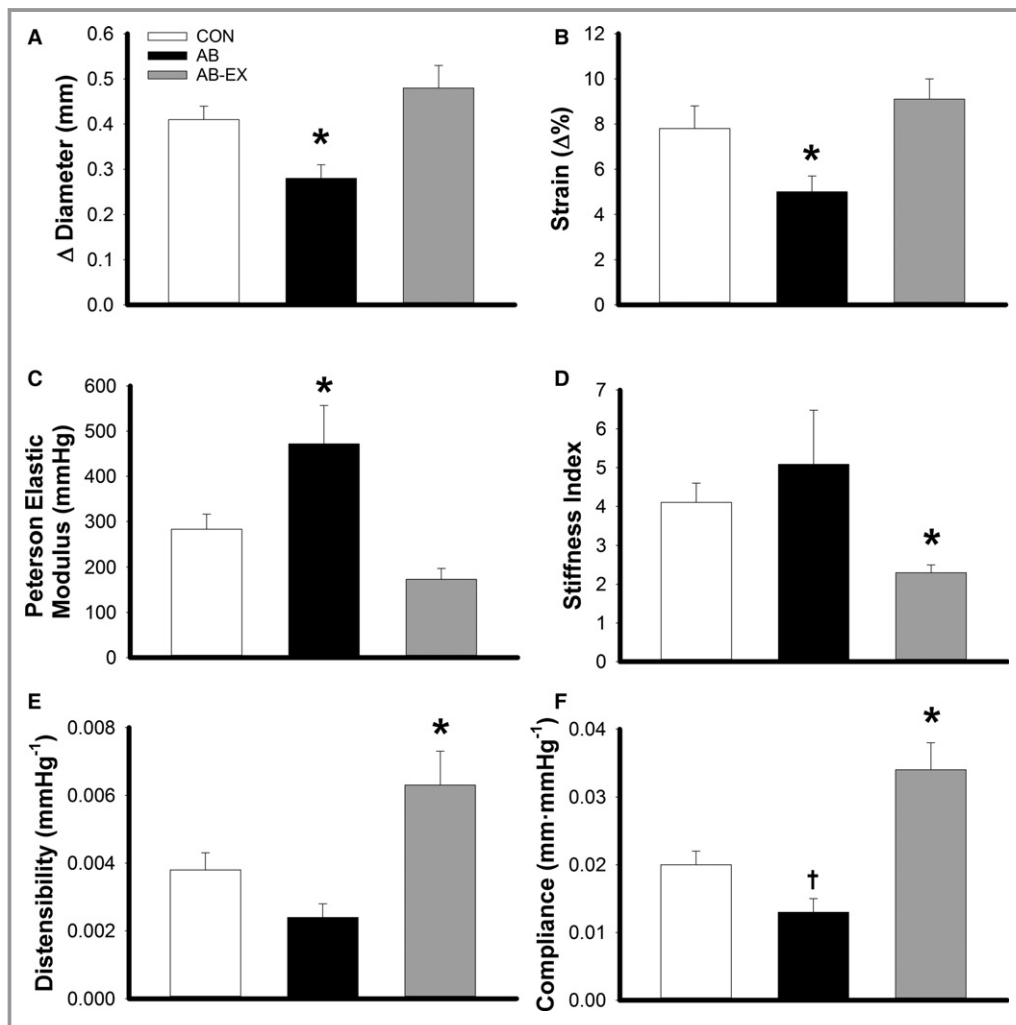 A
CON
AB
AB-EX
Δ Diameter (mm)
0.6
0.5
0.4
0.3
0.2
0.1
0.0
*
B
Strain (Δ%)
12
10
8
6
4
2
0
*
C
Peterson Elastic
Modulus (mmHg)
600
500
400
300
200
100
0
*
D
Stiffness Index
7
6
5
4
3
2
1
0
*
E
Distensibility (mmHg⁻¹)
0.008
0.006
0.004
0.002
0.000
*
F
Compliance (mm·mmHg⁻¹)
0.04
0.03
0.02
0.01
0.00
†
*